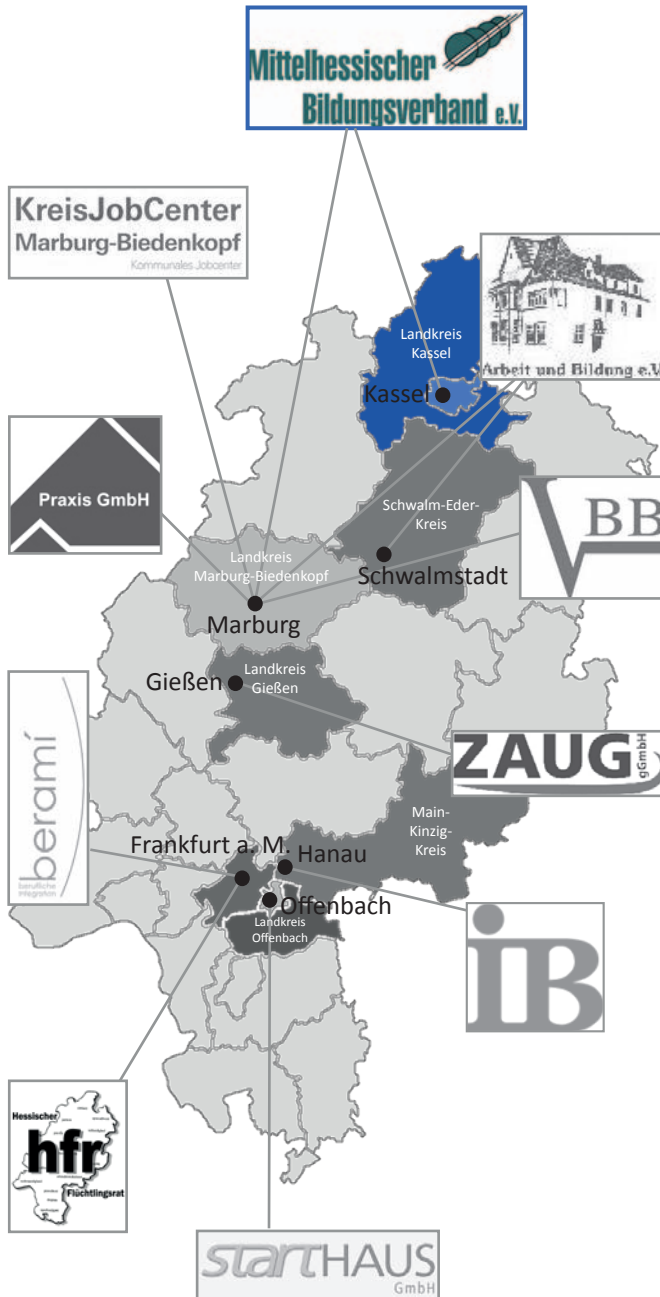 Mittelhessischer
Bildungsverband e.V.
KreisJobCenter
Marburg-Biedenkopf
Kommunales Jobcenter
Arbeit und Bildung e.V.
Landkreis
Kassel
Kassel
Praxis GmbH
Schwalm-Eder-
Kreis
VBB
Landkreis
Marburg-Biedenkopf
Schwalmstadt
Marburg
Landkreis
Gießen
Gießen
beramí
berufliche
Integration
ZAUG
gGmbH
Main-
Kinzig-
Kreis
Frankfurt a. M.
Hanau
Offenbach
Landkreis
Offenbach
iB
Hessischer
hfr
Flüchtlingsrat
startHAUS
GmbH